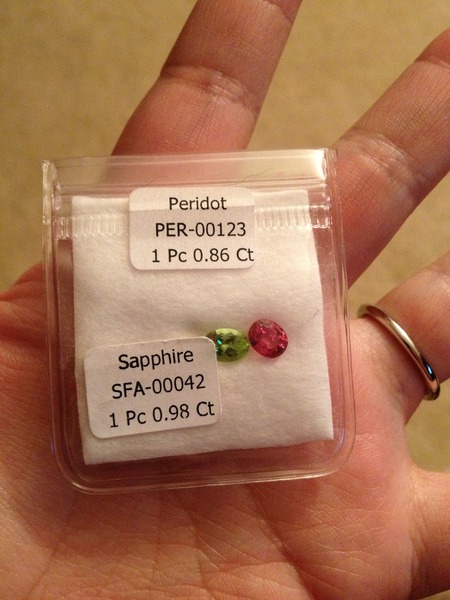 Peridot
PER-00123
1 Pc 0.86 Ct
Sapphire
SFA-00042
1 Pc 0.98 Ct